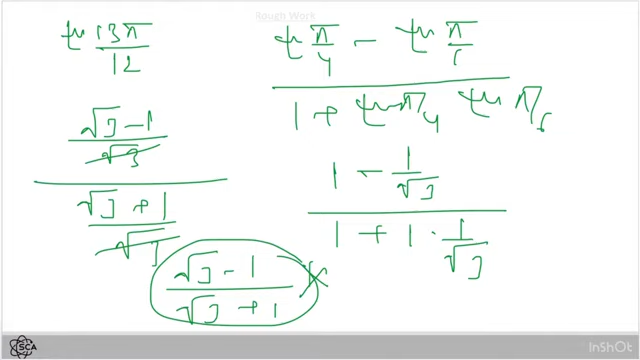 Rough Work
tan 13π/12
tan π/4 − tan π/6
1 + tan π/4 tan π/6
√3 − 1
√3
√3 + 1
√3
1 − 1/√3
1 + 1 · 1/√3
√3 − 1
√3 + 1
SCA
InShOt